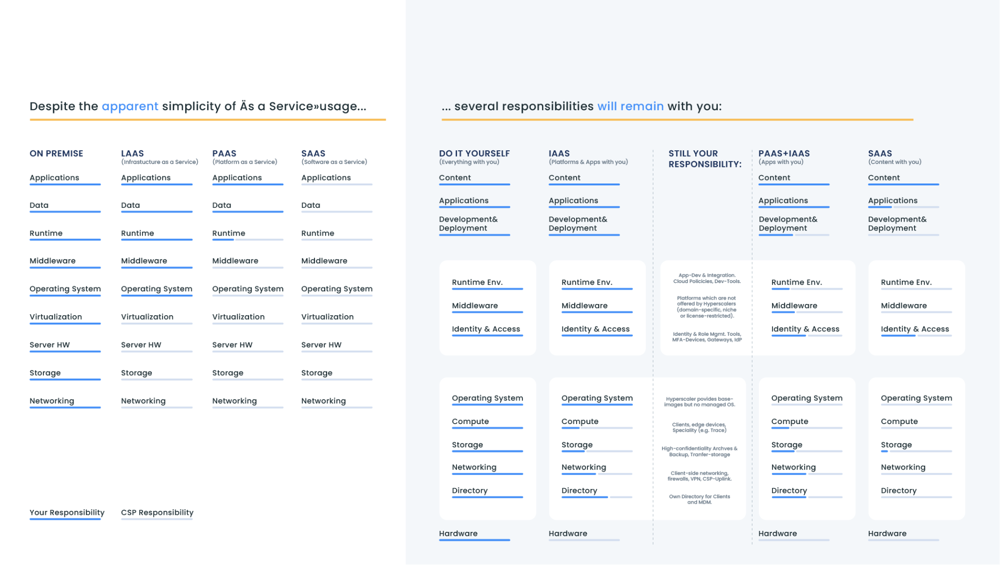 Despite the apparent simplicity of Äs a Service»usage...
ON PREMISE
Applications
Data
Runtime
Middleware
Operating System
Virtualization
Server HW
Storage
Networking
LAAS
(Infrastucture as a Service)
Applications
Data
Runtime
Middleware
Operating System
Virtualization
Server HW
Storage
Networking
PAAS
(Platform as a Service)
Applications
Data
Runtime
Middleware
Operating System
Virtualization
Server HW
Storage
Networking
SAAS
(Software as a Service)
Applications
Data
Runtime
Middleware
Operating System
Virtualization
Server HW
Storage
Networking
Your Responsibility
CSP Responsibility
... several responsibilities will remain with you:
DO IT YOURSELF
(Everything with you)
Content
Applications
Development&
Deployment
Runtime Env.
Middleware
Identity & Access
Operating System
Compute
Storage
Networking
Directory
Hardware
IAAS
(Platforms & Apps with you)
Content
Applications
Development&
Deployment
Runtime Env.
Middleware
Identity & Access
Operating System
Compute
Storage
Networking
Directory
Hardware
STILL YOUR
RESPONSIBILITY:
App-Dev & Integration.
Cloud Policicies, Dev-Tools.
Platforms which are not
offered by Hyperscalers
(domain-specific, niche
or license-restricted).
Identity & Role Mgmt. Tools,
MFA-Devices, Gateways, IdP
Hyperscaler povides base-
images but no managed OS.
Clients, edge devices,
Speciality (e.g. Trace)
High-confidentiality Archves &
Backup, Tranfer-storage
Client-side networking,
firewalls, VPN, CSP-Uplink.
Own Directory for Clients
and MDM.
PAAS+IAAS
(Apps with you)
Content
Applications
Development&
Deployment
Runtime Env.
Middleware
Identity & Access
Operating System
Compute
Storage
Networking
Directory
Hardware
SAAS
(Content with you)
Content
Applications
Development&
Deployment
Runtime Env.
Middleware
Identity & Access
Operating System
Compute
Storage
Networking
Directory
Hardware